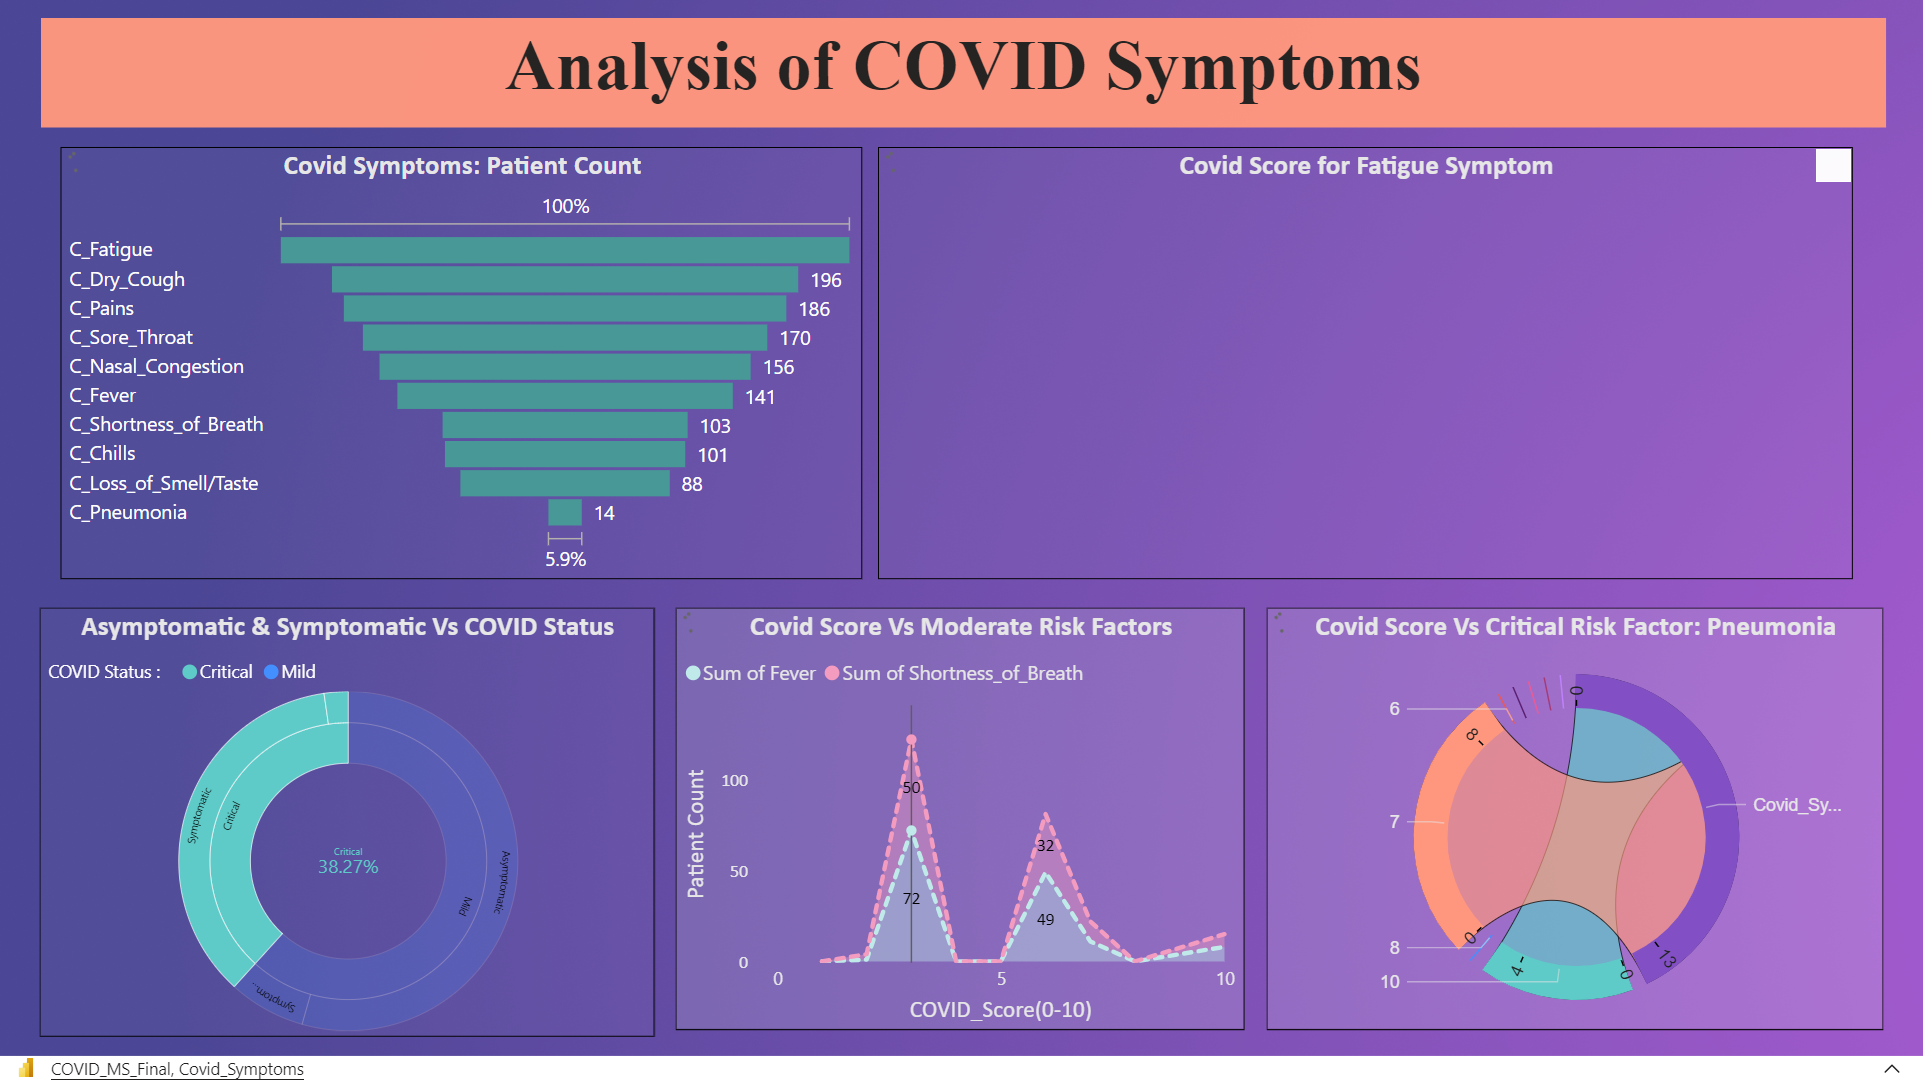 Analysis of COVID Symptoms
Covid Symptoms: Patient Count
100%
C_Fatigue
C_Dry_Cough 196
C_Pains 186
C_Sore_Throat 170
C_Nasal_Congestion 156
C_Fever 141
C_Shortness_of_Breath 103
C_Chills 101
C_Loss_of_Smell/Taste 88
C_Pneumonia 14
5.9%
Covid Score for Fatigue Symptom
Asymptomatic & Symptomatic Vs COVID Status
COVID Status : Critical Mild
Symptomatic
Critical
Critical
38.27%
Asymptomatic
Mild
Symptom...
Covid Score Vs Moderate Risk Factors
Sum of Fever Sum of Shortness_of_Breath
Patient Count
100
50
0
50
72
32
49
0 5 10
COVID_Score(0-10)
Covid Score Vs Critical Risk Factor: Pneumonia
6
0
8
7
Covid_Sy...
8
0
10
4
0
13
COVID_MS_Final, Covid_Symptoms